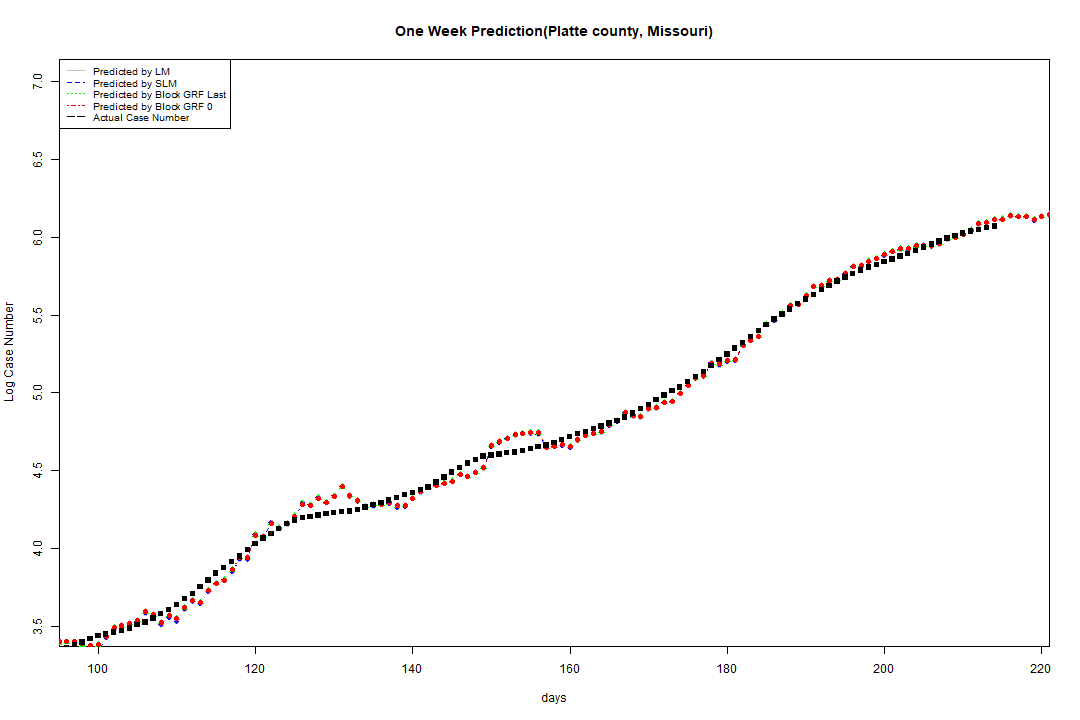 One Week Prediction(Platte county, Missouri)
Predicted by LM
Predicted by SLM
Predicted by Block GRF Last
Predicted by Block GRF 0
Actual Case Number
7.0
6.5
6.0
5.5
5.0
4.5
4.0
3.5
Log Case Number
100 120 140 160 180 200 220
days